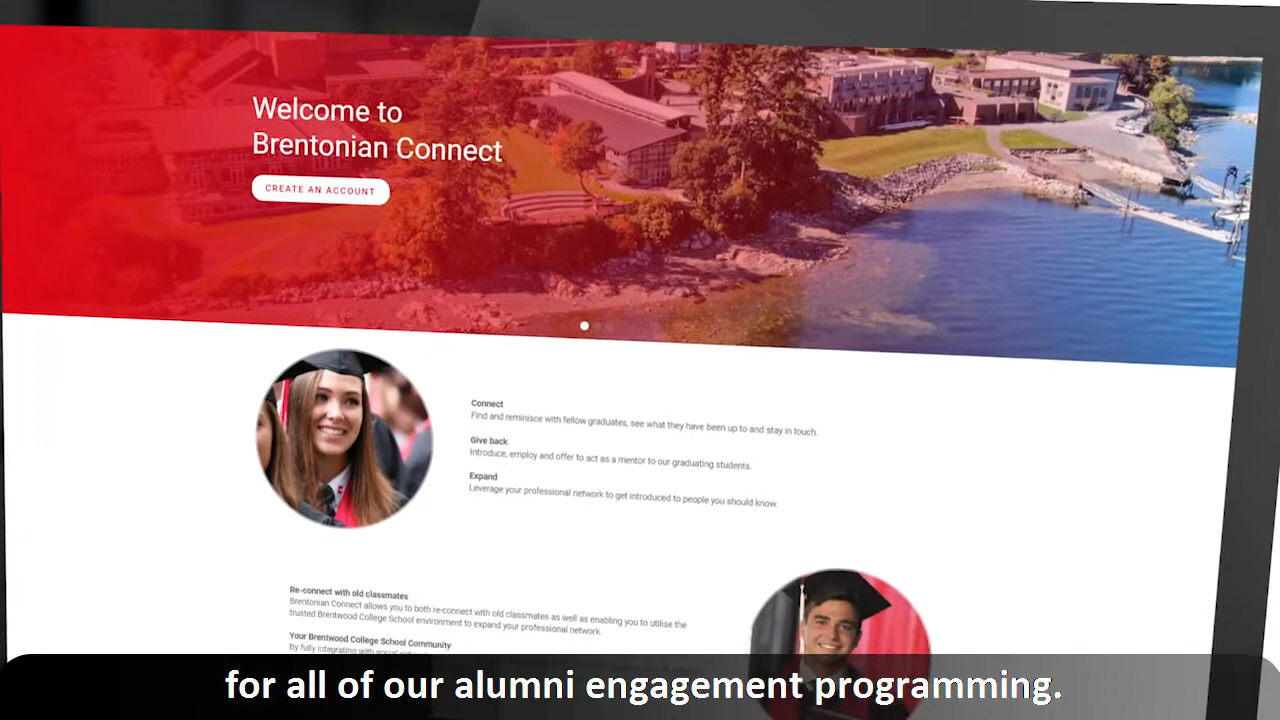 Welcome to
Brentonian Connect
CREATE AN ACCOUNT
Connect
Find and reminisce with fellow graduates, see what they have been up to and stay in touch.
Give back
Introduce, employ and offer to act as a mentor to our graduating students.
Expand
Leverage your professional network to get introduced to people you should know.
Re-connect with old classmates
Brentonian Connect allows you to both re-connect with old classmates as well as enabling you to utilise the
trusted Brentwood College School environment to expand your professional network.
Your Brentwood College School Community
By fully integrating with social
for all of our alumni engagement programming.